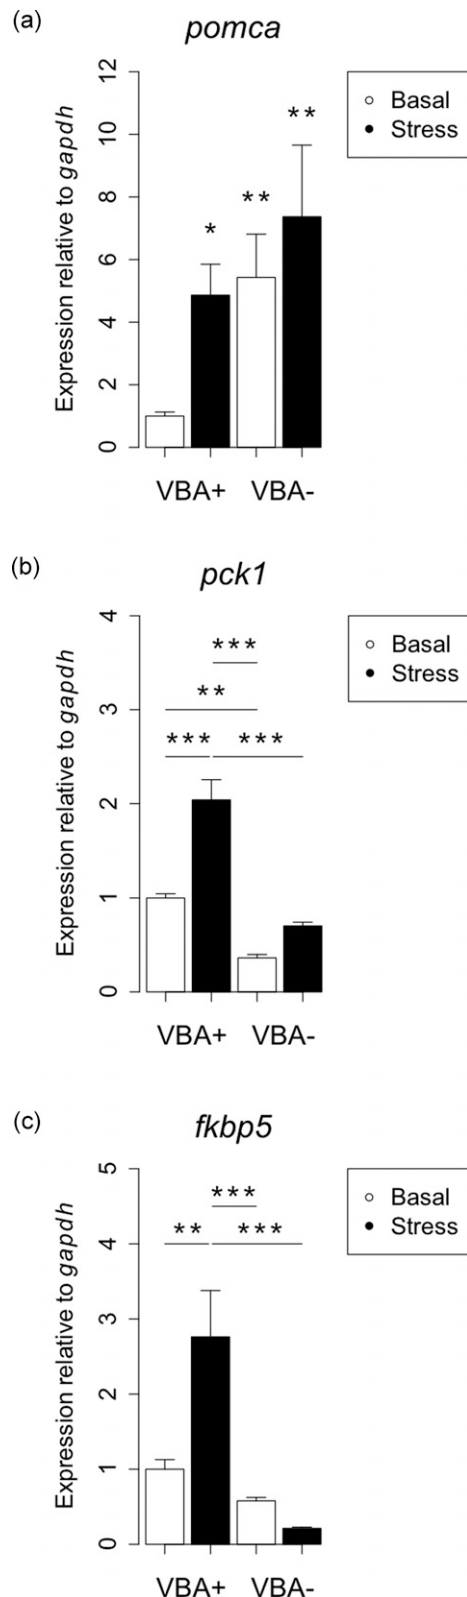 (a)
pomca
Expression relative to gapdh
0 2 4 6 8 10 12
* ** **
Basal
Stress
VBA+ VBA-
(b)
pck1
Expression relative to gapdh
0 1 2 3 4
***
**
*** ***
Basal
Stress
VBA+ VBA-
(c)
fkbp5
Expression relative to gapdh
0 1 2 3 4 5
***
** ***
Basal
Stress
VBA+ VBA-